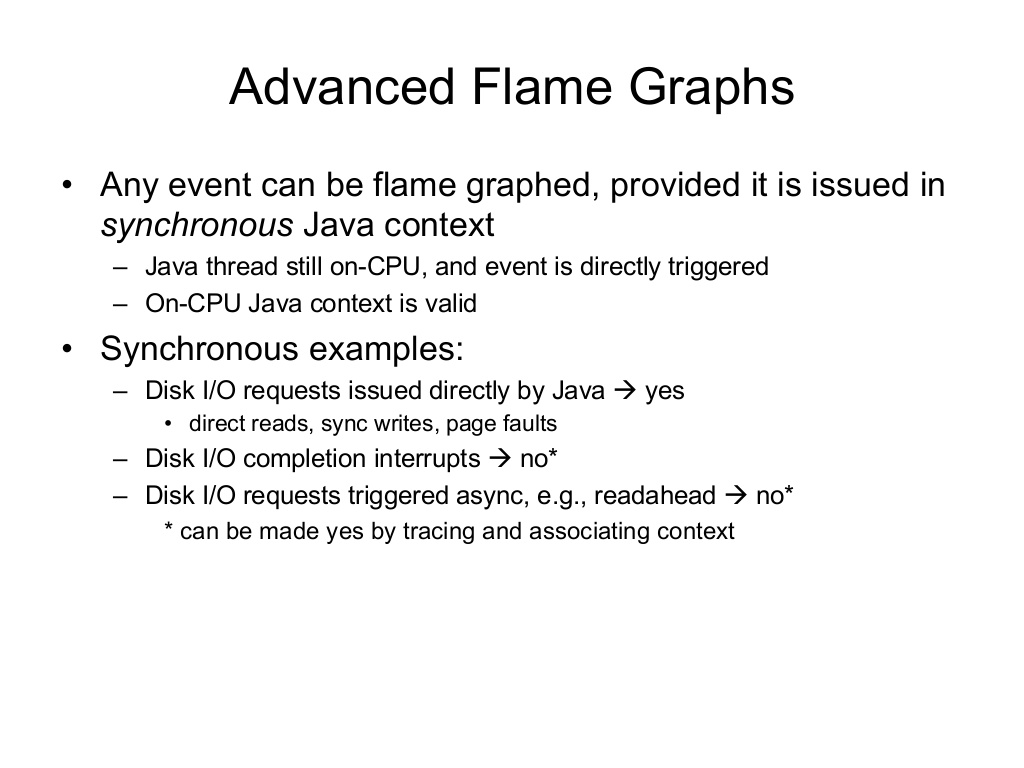 Advanced Flame Graphs
• Any event can be flame graphed, provided it is issued in
synchronous Java context
– Java thread still on-CPU, and event is directly triggered
– On-CPU Java context is valid
• Synchronous examples:
– Disk I/O requests issued directly by Java → yes
• direct reads, sync writes, page faults
– Disk I/O completion interrupts → no*
– Disk I/O requests triggered async, e.g., readahead → no*
* can be made yes by tracing and associating context